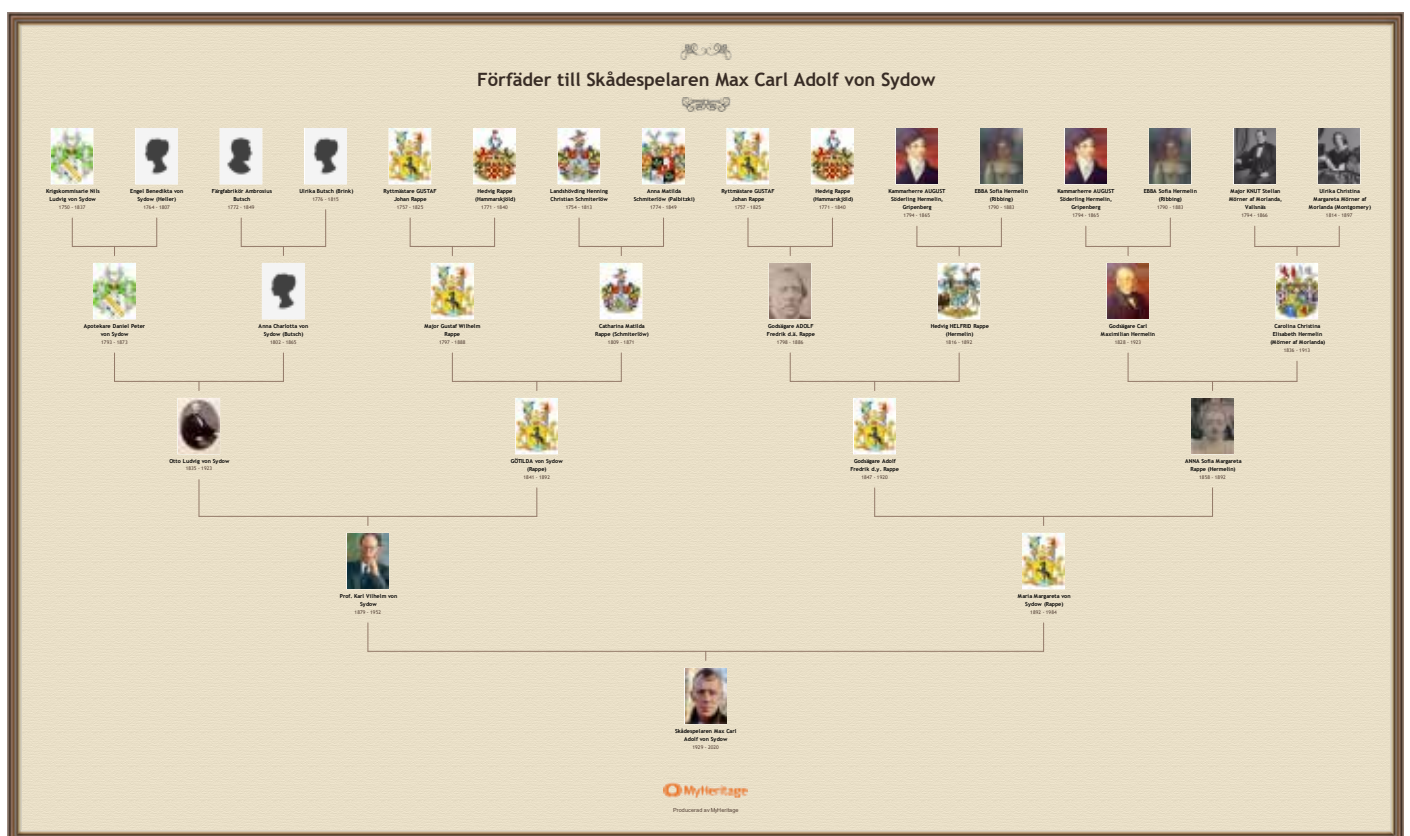 Förfäder till Skådespelaren Max Carl Adolf von Sydow
Krigskommisarie Nils
Ludwig von Sydow
1750 - 1837
Engel Benedikta von
Sydow (Heller)
1764 - 1807
Färgfabrikör Ambrosius
Butsch
1772 - 1849
Ulrika Butsch (Brink)
1776 - 1815
Ryttmästare GUSTAF
Johan Rappe
1757 - 1825
Hedvig Rappe
(Hammarskjöld)
1771 - 1840
Landshövding Henning
Christian Schmiterlöw
1754 - 1813
Anna Matilda
Schmiterlöw (Palbitzki)
1774 - 1849
Ryttmästare GUSTAF
Johan Rappe
1757 - 1825
Hedvig Rappe
(Hammarskjöld)
1771 - 1840
Kammarherre AUGUST
Söderling Hermelin,
Gripenberg
1794 - 1865
EBBA Sofia Hermelin
(Ribbing)
1790 - 1883
Kammarherre AUGUST
Söderling Hermelin,
Gripenberg
1794 - 1865
EBBA Sofia Hermelin
(Ribbing)
1790 - 1883
Major KNUT Stellan
Mörner af Morlanda,
Vallsnäs
1794 - 1866
Ulrika Christina
Margareta Mörner af
Morlanda (Montgomery)
1814 - 1897
Apotekare Daniel Peter
von Sydow
1793 - 1873
Anna Charlotta von
Sydow (Butsch)
1802 - 1865
Major Gustaf Wilhelm
Rappe
1797 - 1888
Catharina Matilda
Rappe (Schmiterlöw)
1809 - 1871
Godsägare ADOLF
Fredrik d.ä. Rappe
1798 - 1886
Hedvig HELFRID Rappe
(Hermelin)
1816 - 1892
Godsägare Carl
Maximilian Hermelin
1828 - 1923
Carolina Christina
Elisabeth Hermelin
(Mörner af Morlanda)
1836 - 1913
Otto Ludvig von Sydow
1835 - 1923
GÖTILDA von Sydow
(Rappe)
1841 - 1892
Godsägare Adolf
Fredrik d.y. Rappe
1847 - 1920
ANNA Sofia Margareta
Rappe (Hermelin)
1858 - 1892
Prof. Karl Vilhelm von
Sydow
1879 - 1952
Maria Margareta von
Sydow (Rappe)
1892 - 1984
Skådespelaren Max Carl
Adolf von Sydow
1929 - 2020
MyHeritage
Producerad av MyHeritage